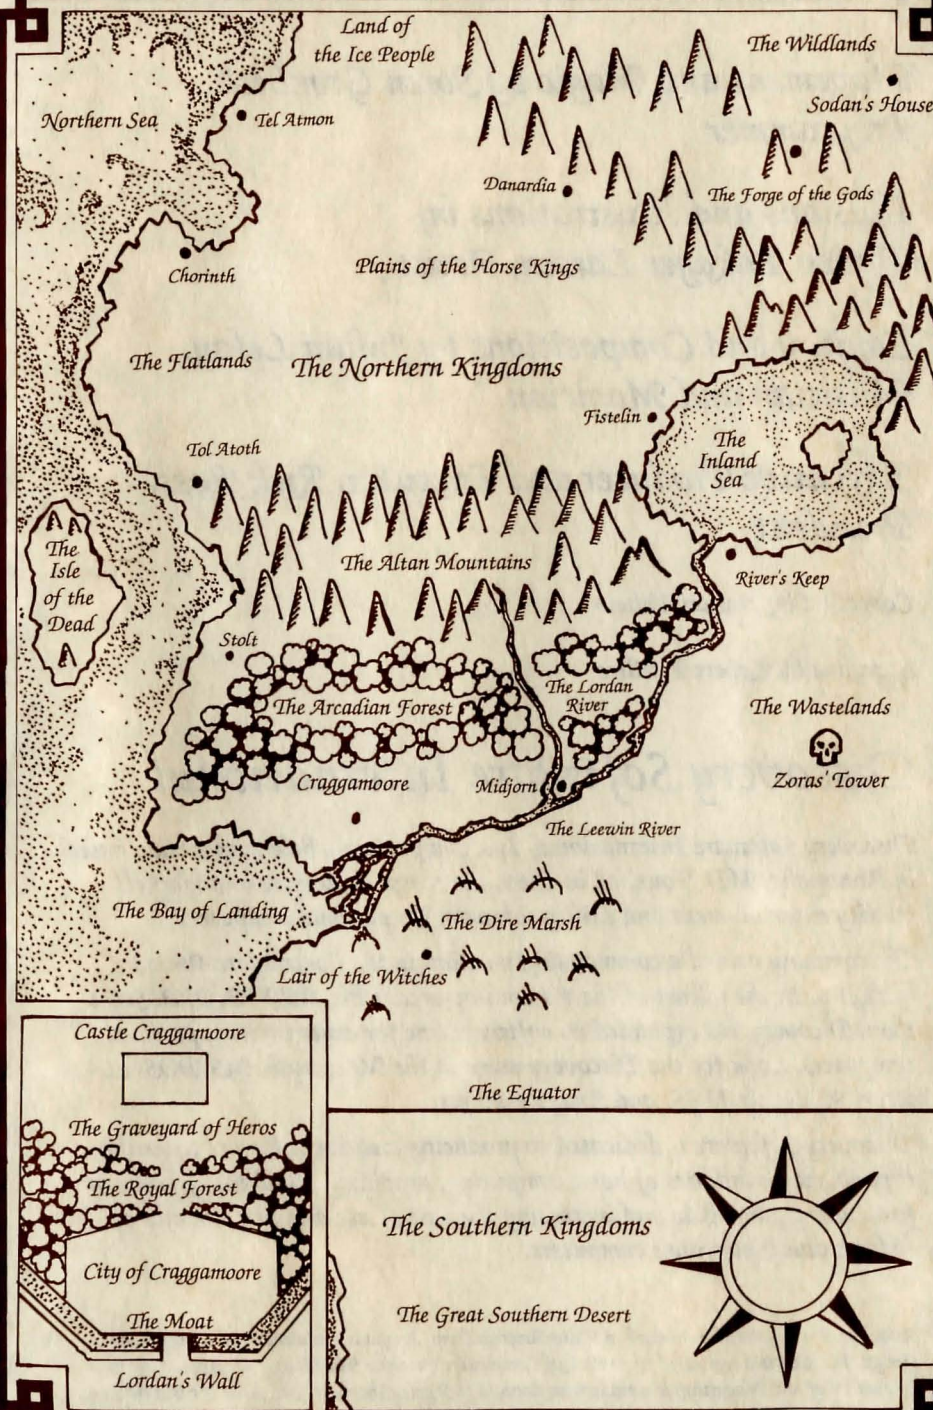 Land of
the Ice People
The Wildlands
Sodan's House
Northern Sea
Tel Atmon
Danardia
The Forge of the Gods
Chorinth
Plains of the Horse Kings
The Flatlands
The Northern Kingdoms
Fistelin
The
Inland
Sea
Tol Atoth
The
Isle
of the
Dead
The Altan Mountains
River's Keep
Stolt
The Lordan
River
The Arcadian Forest
The Wastelands
Craggamoore
Midjorn
Zoras' Tower
The Leewin River
The Bay of Landing
The Dire Marsh
Lair of the Witches
The Equator
Castle Craggamoore
The Graveyard of Heros
The Royal Forest
City of Craggamoore
The Moat
Lordan's Wall
The Southern Kingdoms
The Great Southern Desert